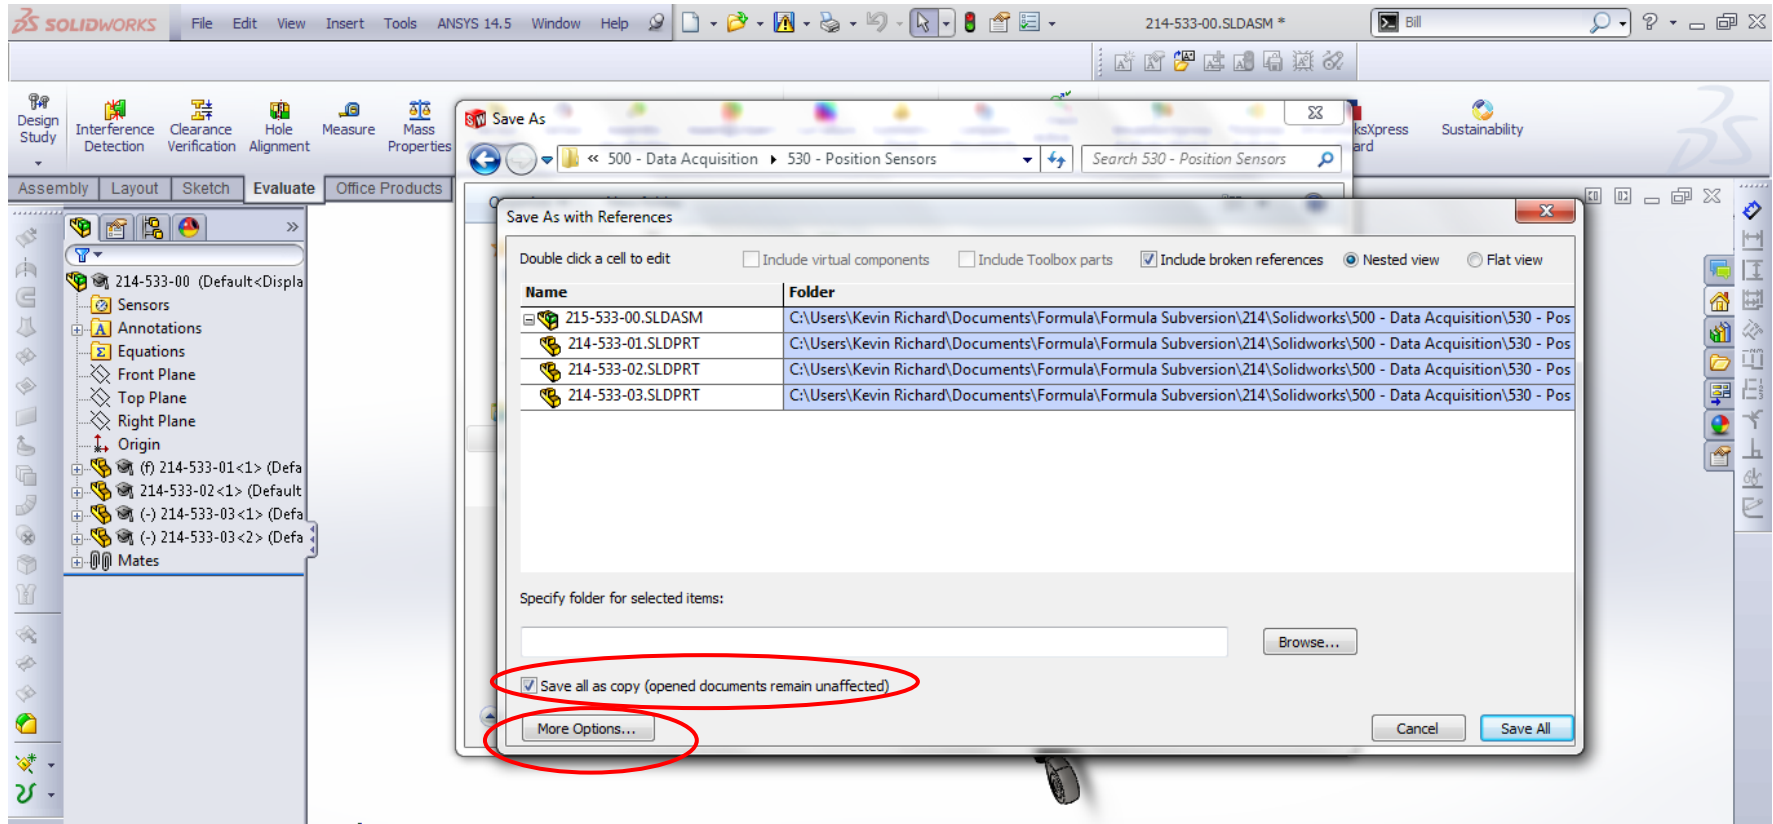 SOLIDWORKS File Edit View Insert Tools ANSYS 14.5 Window Help 214-533-00.SLDASM * Bill
Design Study
Interference Detection
Clearance Verification
Hole Alignment
Measure
Mass Properties
Sustainability
Assembly Layout Sketch Evaluate Office Products
Save As
« 500 - Data Acquisition 530 - Position Sensors Search 530 - Position Sensors
214-533-00 (Default<Displa
Sensors
Annotations
Equations
Front Plane
Top Plane
Right Plane
Origin
(f) 214-533-01<1> (Defa
214-533-02<1> (Default
(-) 214-533-03<1> (Defa
(-) 214-533-03<2> (Defa
Mates
Save As with References
Double click a cell to edit Include virtual components Include Toolbox parts Include broken references Nested view Flat view
Name Folder
215-533-00.SLDASM C:\Users\Kevin Richard\Documents\Formula\Formula Subversion\214\Solidworks\500 - Data Acquisition\530 - Pos
214-533-01.SLDPRT C:\Users\Kevin Richard\Documents\Formula\Formula Subversion\214\Solidworks\500 - Data Acquisition\530 - Pos
214-533-02.SLDPRT C:\Users\Kevin Richard\Documents\Formula\Formula Subversion\214\Solidworks\500 - Data Acquisition\530 - Pos
214-533-03.SLDPRT C:\Users\Kevin Richard\Documents\Formula\Formula Subversion\214\Solidworks\500 - Data Acquisition\530 - Pos
Specify folder for selected items:
Browse...
Save all as copy (opened documents remain unaffected)
More Options... Cancel Save All